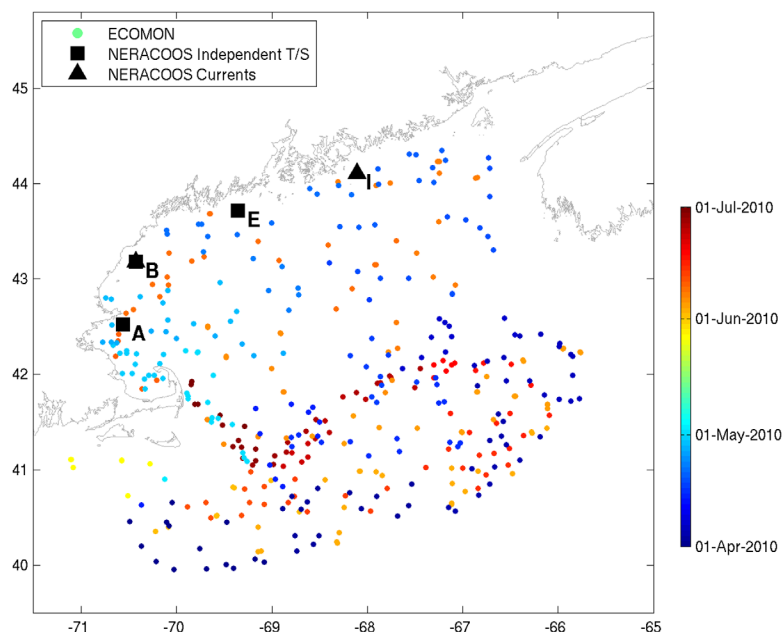 ECOMON
NERACOOS Independent T/S
NERACOOS Currents
45
44
43
42
41
40
I
E
B
A
01-Jul-2010
01-Jun-2010
01-May-2010
01-Apr-2010
-71 -70 -69 -68 -67 -66 -65